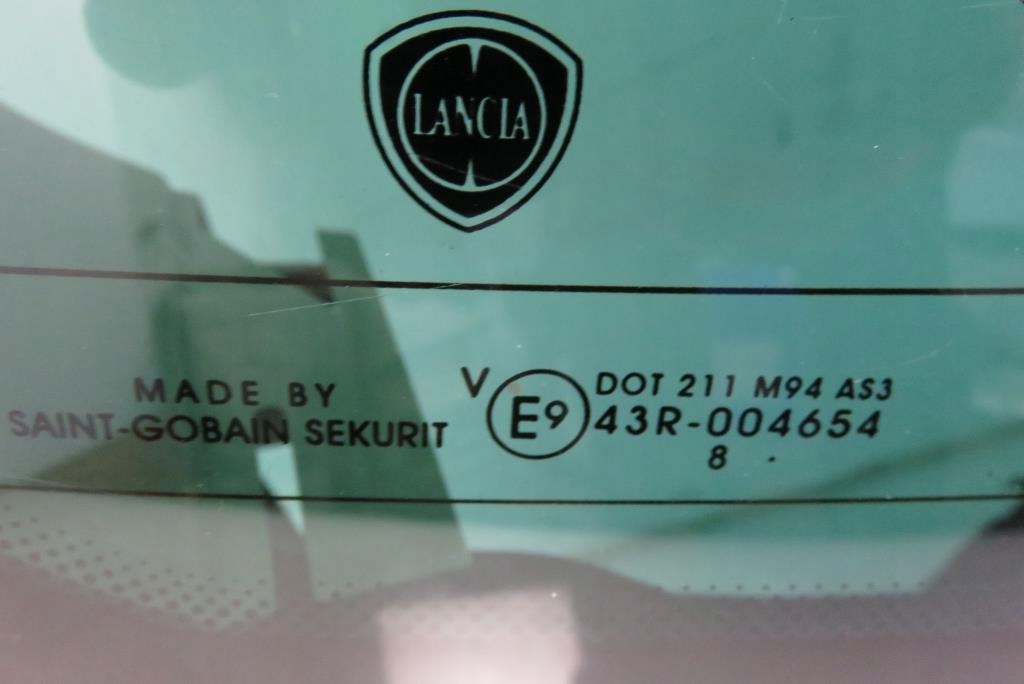 LANCIA
MADE BY
SAINT-GOBAIN SEKURIT
V E9 DOT 211 M94 AS3
43R-004654
8 .